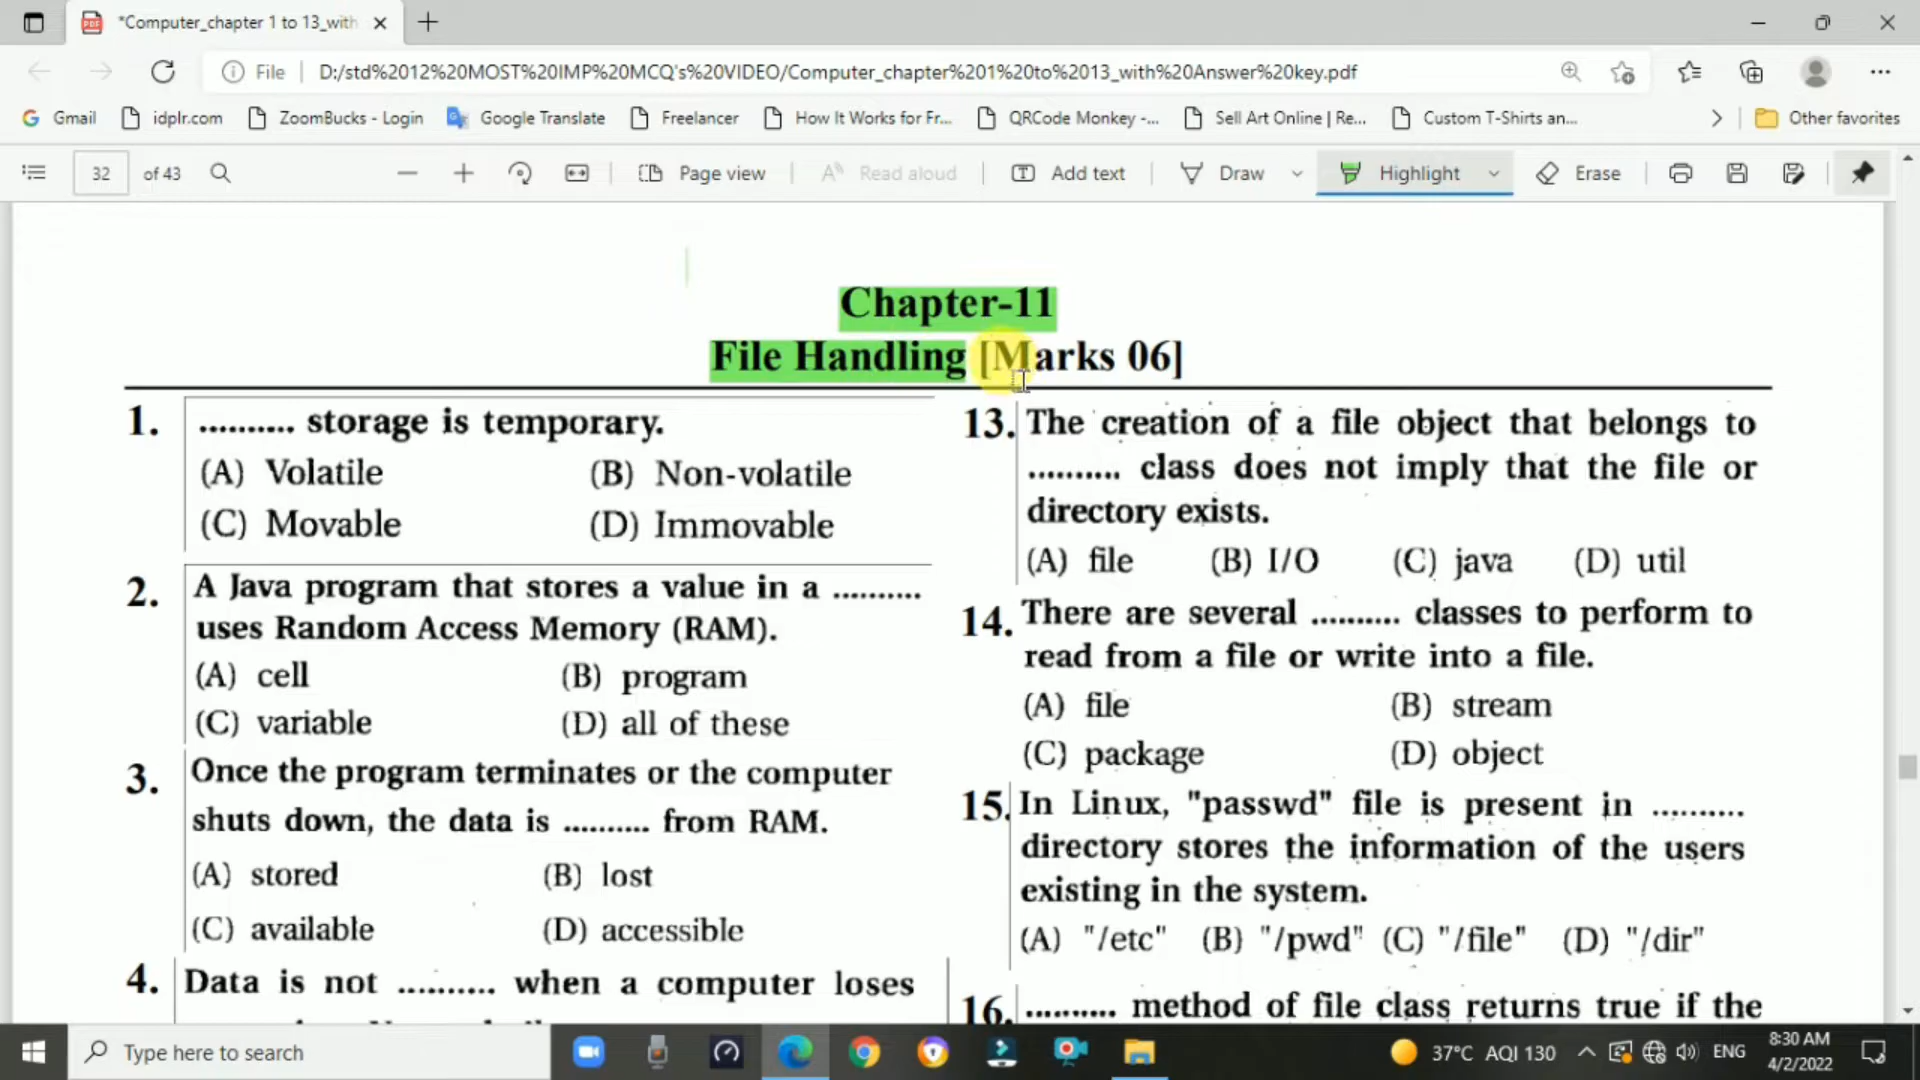 *Computer_chapter 1 to 13_with
File
D:/std%2012%20MOST%20IMP%20MCQ's%20VIDEO/Computer_chapter%201%20to%2013_with%20Answer%20key.pdf
Gmail
idplr.com
ZoomBucks - Login
Google Translate
Freelancer
How It Works for Fr...
QRCode Monkey -...
Sell Art Online | Re...
Custom T-Shirts an...
Other favorites
32 of 43
Page view
Read aloud
Add text
Draw
Highlight
Erase
Chapter-11
File Handling [Marks 06]
1. .......... storage is temporary.
(A) Volatile (B) Non-volatile
(C) Movable (D) Immovable
2. A Java program that stores a value in a ..........
uses Random Access Memory (RAM).
(A) cell (B) program
(C) variable (D) all of these
3. Once the program terminates or the computer
shuts down, the data is .......... from RAM.
(A) stored (B) lost
(C) available (D) accessible
4. Data is not .......... when a computer loses
13. The creation of a file object that belongs to
.......... class does not imply that the file or
directory exists.
(A) file (B) I/O (C) java (D) util
14. There are several .......... classes to perform to
read from a file or write into a file.
(A) file (B) stream
(C) package (D) object
15. In Linux, "passwd" file is present in ..........
directory stores the information of the users
existing in the system.
(A) "/etc" (B) "/pwd" (C) "/file" (D) "/dir"
16. .......... method of file class returns true if the
Type here to search
37°C AQI 130
ENG
8:30 AM
4/2/2022